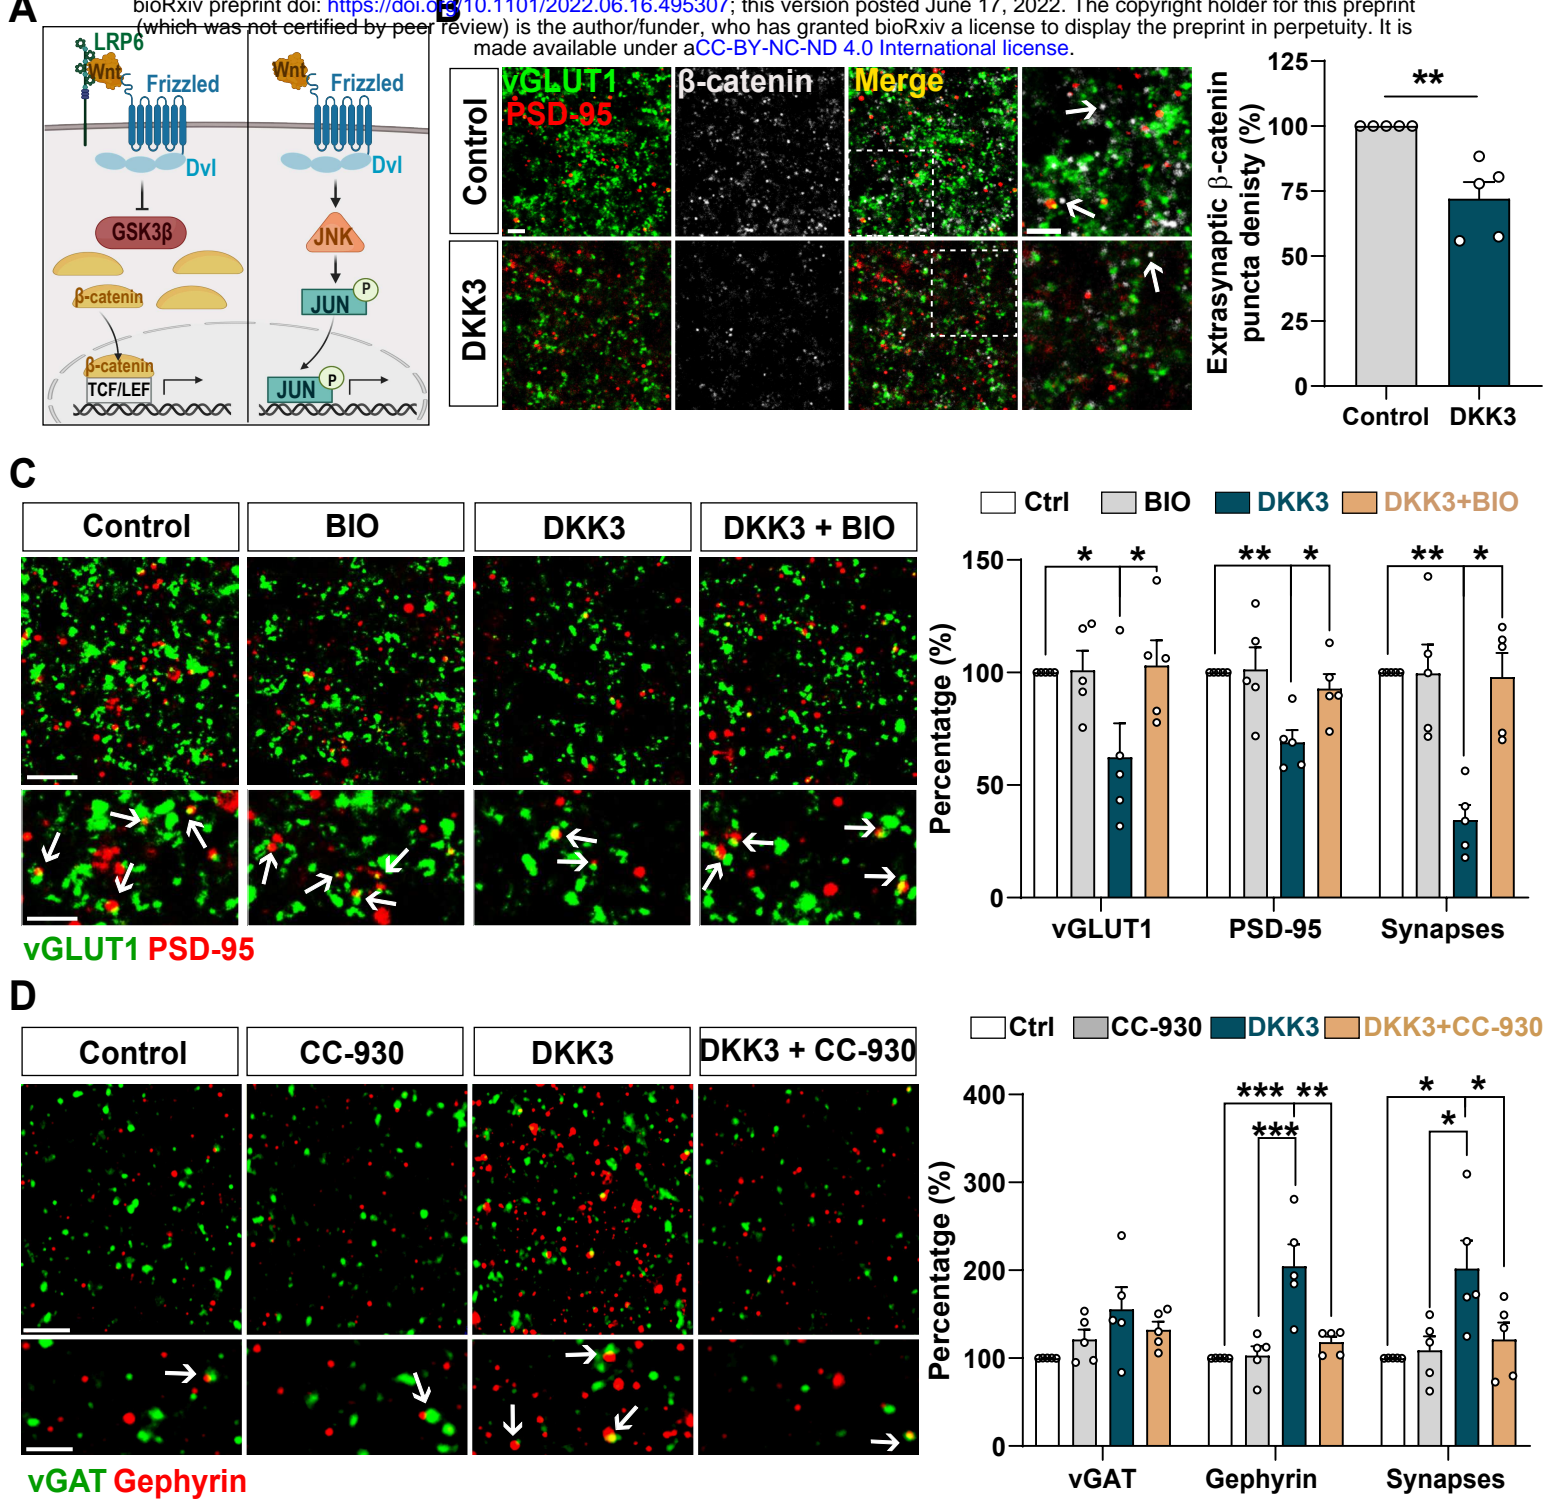 bioRxiv preprint doi: https://doi.org/10.1101/2022.06.16.495307; this version posted June 17, 2022. The copyright holder for this preprint
(which was not certified by peer review) is the author/funder, who has granted bioRxiv a license to display the preprint in perpetuity. It is
made available under aCC-BY-NC-ND 4.0 International license.
A
LRP6
Wnt
Frizzled
Dvl
GSK3β
β-catenin
β-catenin
TCF/LEF
Wnt
Frizzled
Dvl
JNK
JUN
P
JUN
P
B
vGLUT1
PSD-95
β-catenin
Merge
Control
DKK3
Extrasynaptic β-catenin
puncta denisty (%)
125
100
75
50
25
0
**
Control
DKK3
C
Control
BIO
DKK3
DKK3 + BIO
vGLUT1 PSD-95
Ctrl
BIO
DKK3
DKK3+BIO
Percentatge (%)
150
100
50
0
* *
** *
** *
vGLUT1
PSD-95
Synapses
D
Control
CC-930
DKK3
DKK3 + CC-930
vGAT Gephyrin
Ctrl
CC-930
DKK3
DKK3+CC-930
Percentatge (%)
400
300
200
100
0
*** **
***
* *
*
vGAT
Gephyrin
Synapses